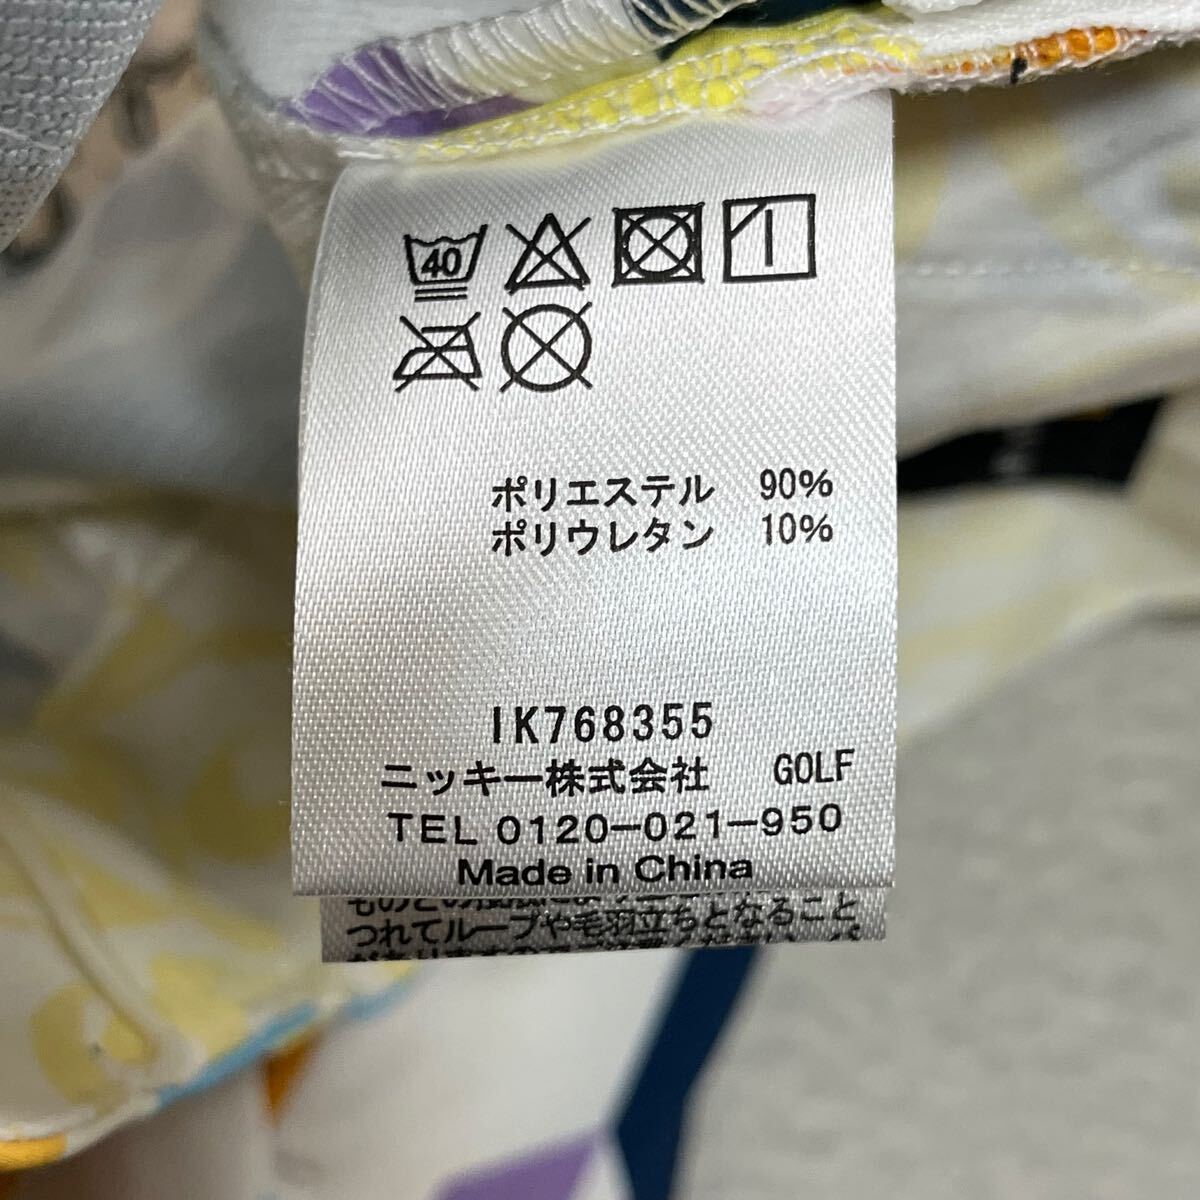 40
ポリエステル 90%
ポリウレタン 10%
IK768355
ニッキー株式会社 GOLF
TEL 0120-021-950
Made in China
つれてループや毛羽立ちとなること